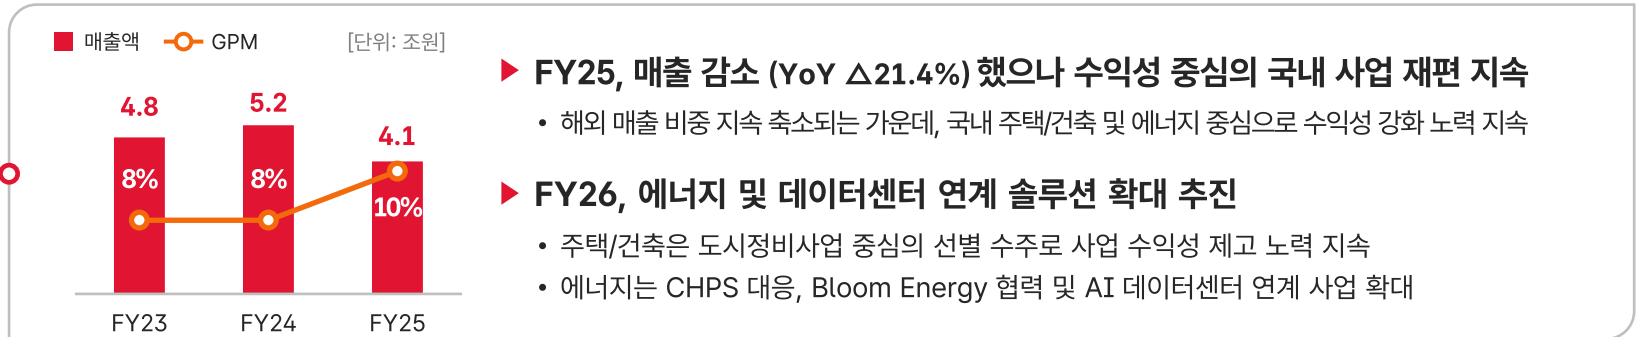 매출액 GPM [단위: 조원]
4.8 5.2 4.1
8% 8% 10%
FY23 FY24 FY25
▶ FY25, 매출 감소 (YoY △21.4%) 했으나 수익성 중심의 국내 사업 재편 지속
• 해외 매출 비중 지속 축소되는 가운데, 국내 주택/건축 및 에너지 중심으로 수익성 강화 노력 지속
▶ FY26, 에너지 및 데이터센터 연계 솔루션 확대 추진
• 주택/건축은 도시정비사업 중심의 선별 수주로 사업 수익성 제고 노력 지속
• 에너지는 CHPS 대응, Bloom Energy 협력 및 AI 데이터센터 연계 사업 확대